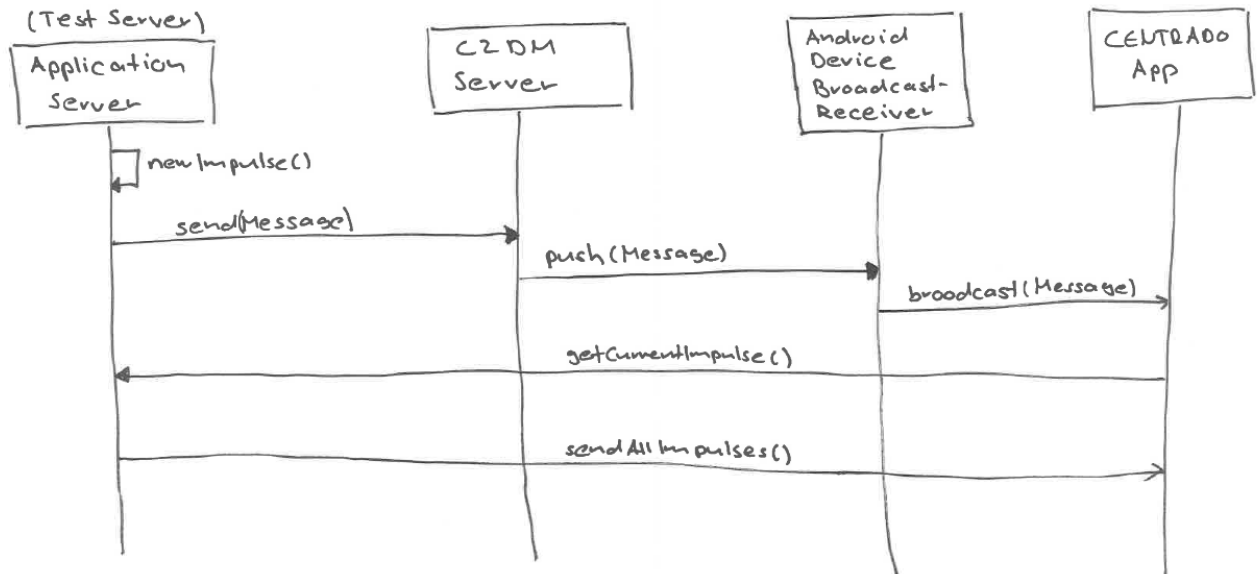 (Test Server)
Application
Server
C2DM
Server
Android
Device
Broadcast-
Receiver
CENTRADO
App
newImpulse()
send(Message)
push(Message)
broadcast(Message)
getCurrentImpulse()
sendAllImpulses()